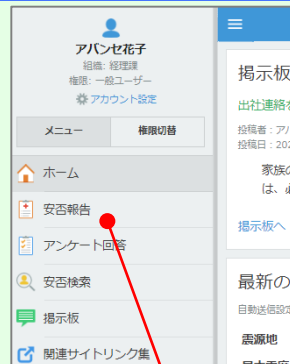 アバンセ花子
組織: 経理課
権限: 一般ユーザー
アカウント設定
メニュー
権限切替
ホーム
安否報告
アンケート回答
安否検索
掲示板
関連サイトリンク集
掲示板
出社連絡
投稿者：アバ
投稿日：202
家族の
は、必
掲示板へ
最新の
自動送信設定
震源地